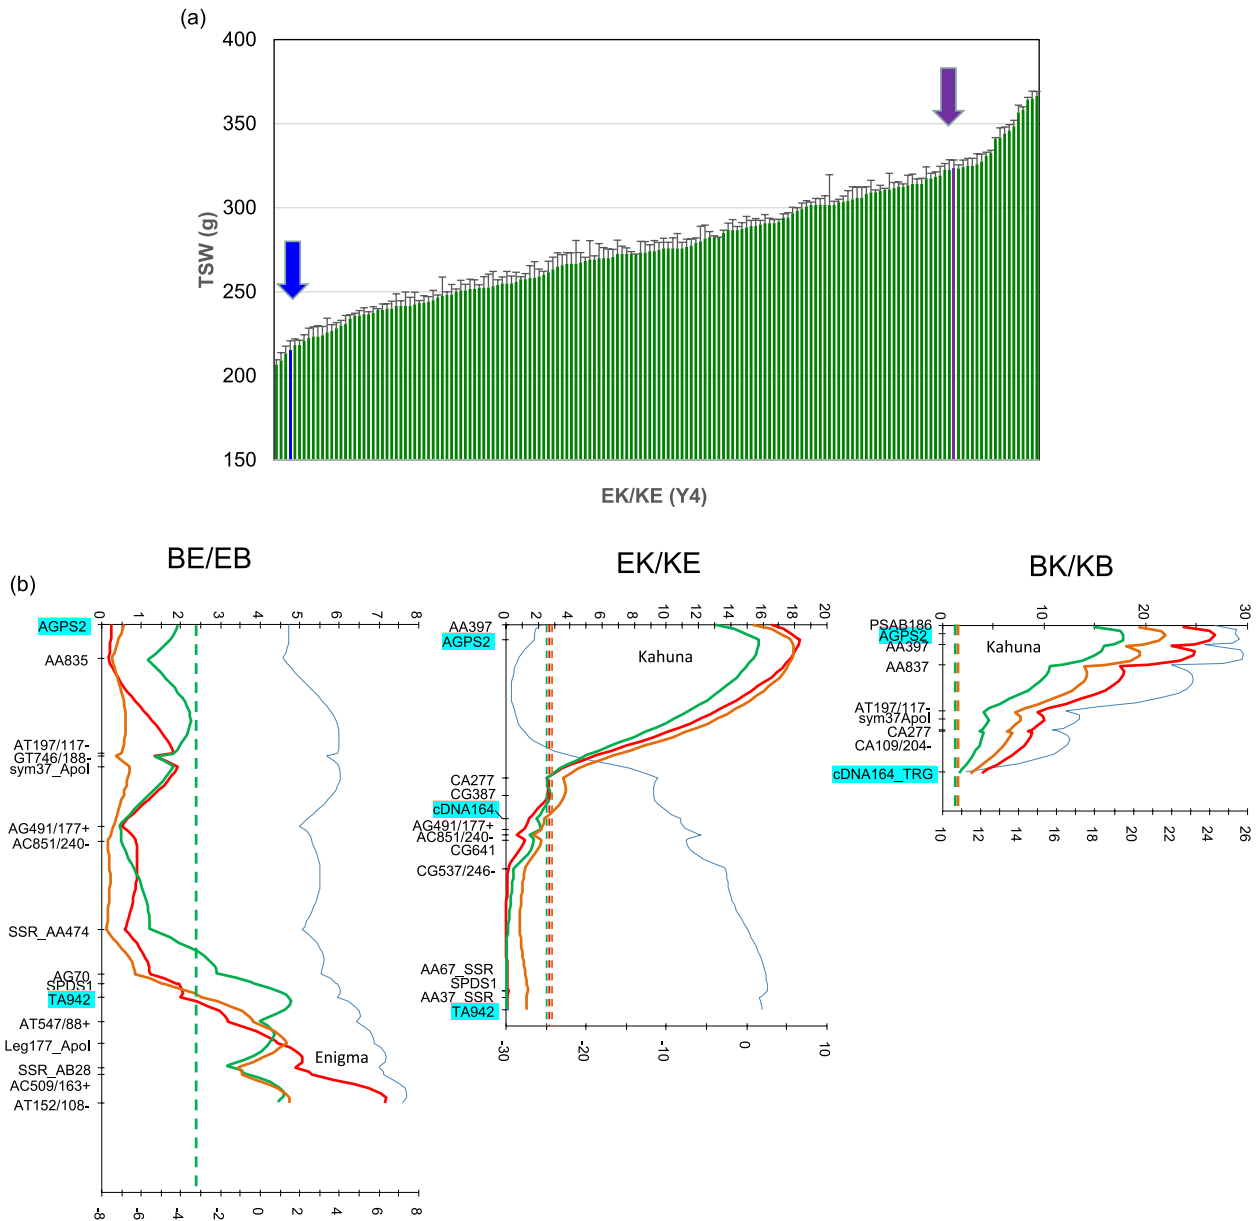 (a)
400
350
300
250
200
150
TSW (g)
EK/KE (Y4)
(b)
BE/EB
0 1 2 3 4 5 6 7 8
AGPS2
AA835
AT197/117-
GT746/188-
sym37_Apol
AG491/177+
AC851/240-
SSR_AA474
AG70
SPDS1
TA942
AT547/88+
Leg177_Apol
SSR_AB28
AC509/163+
AT152/108-
Enigma
-8 -6 -4 -2 0 2 4 6 8
EK/KE
0 2 4 6 8 10 12 14 16 18 20
AA397
AGPS2
Kahuna
CA277
CG387
cDNA164
AG491/177+
AC851/240-
CG641
CG537/246-
AA67_SSR
SPDS1
AA37_SSR
TA942
-30 -20 -10 0 10
BK/KB
0 10 20 30
PSAB186
AGPS2
AA397
AA837
Kahuna
AT197/117-
sym37Apol
CA277
CA109/204-
cDNA164_TRG
10 12 14 16 18 20 22 24 26